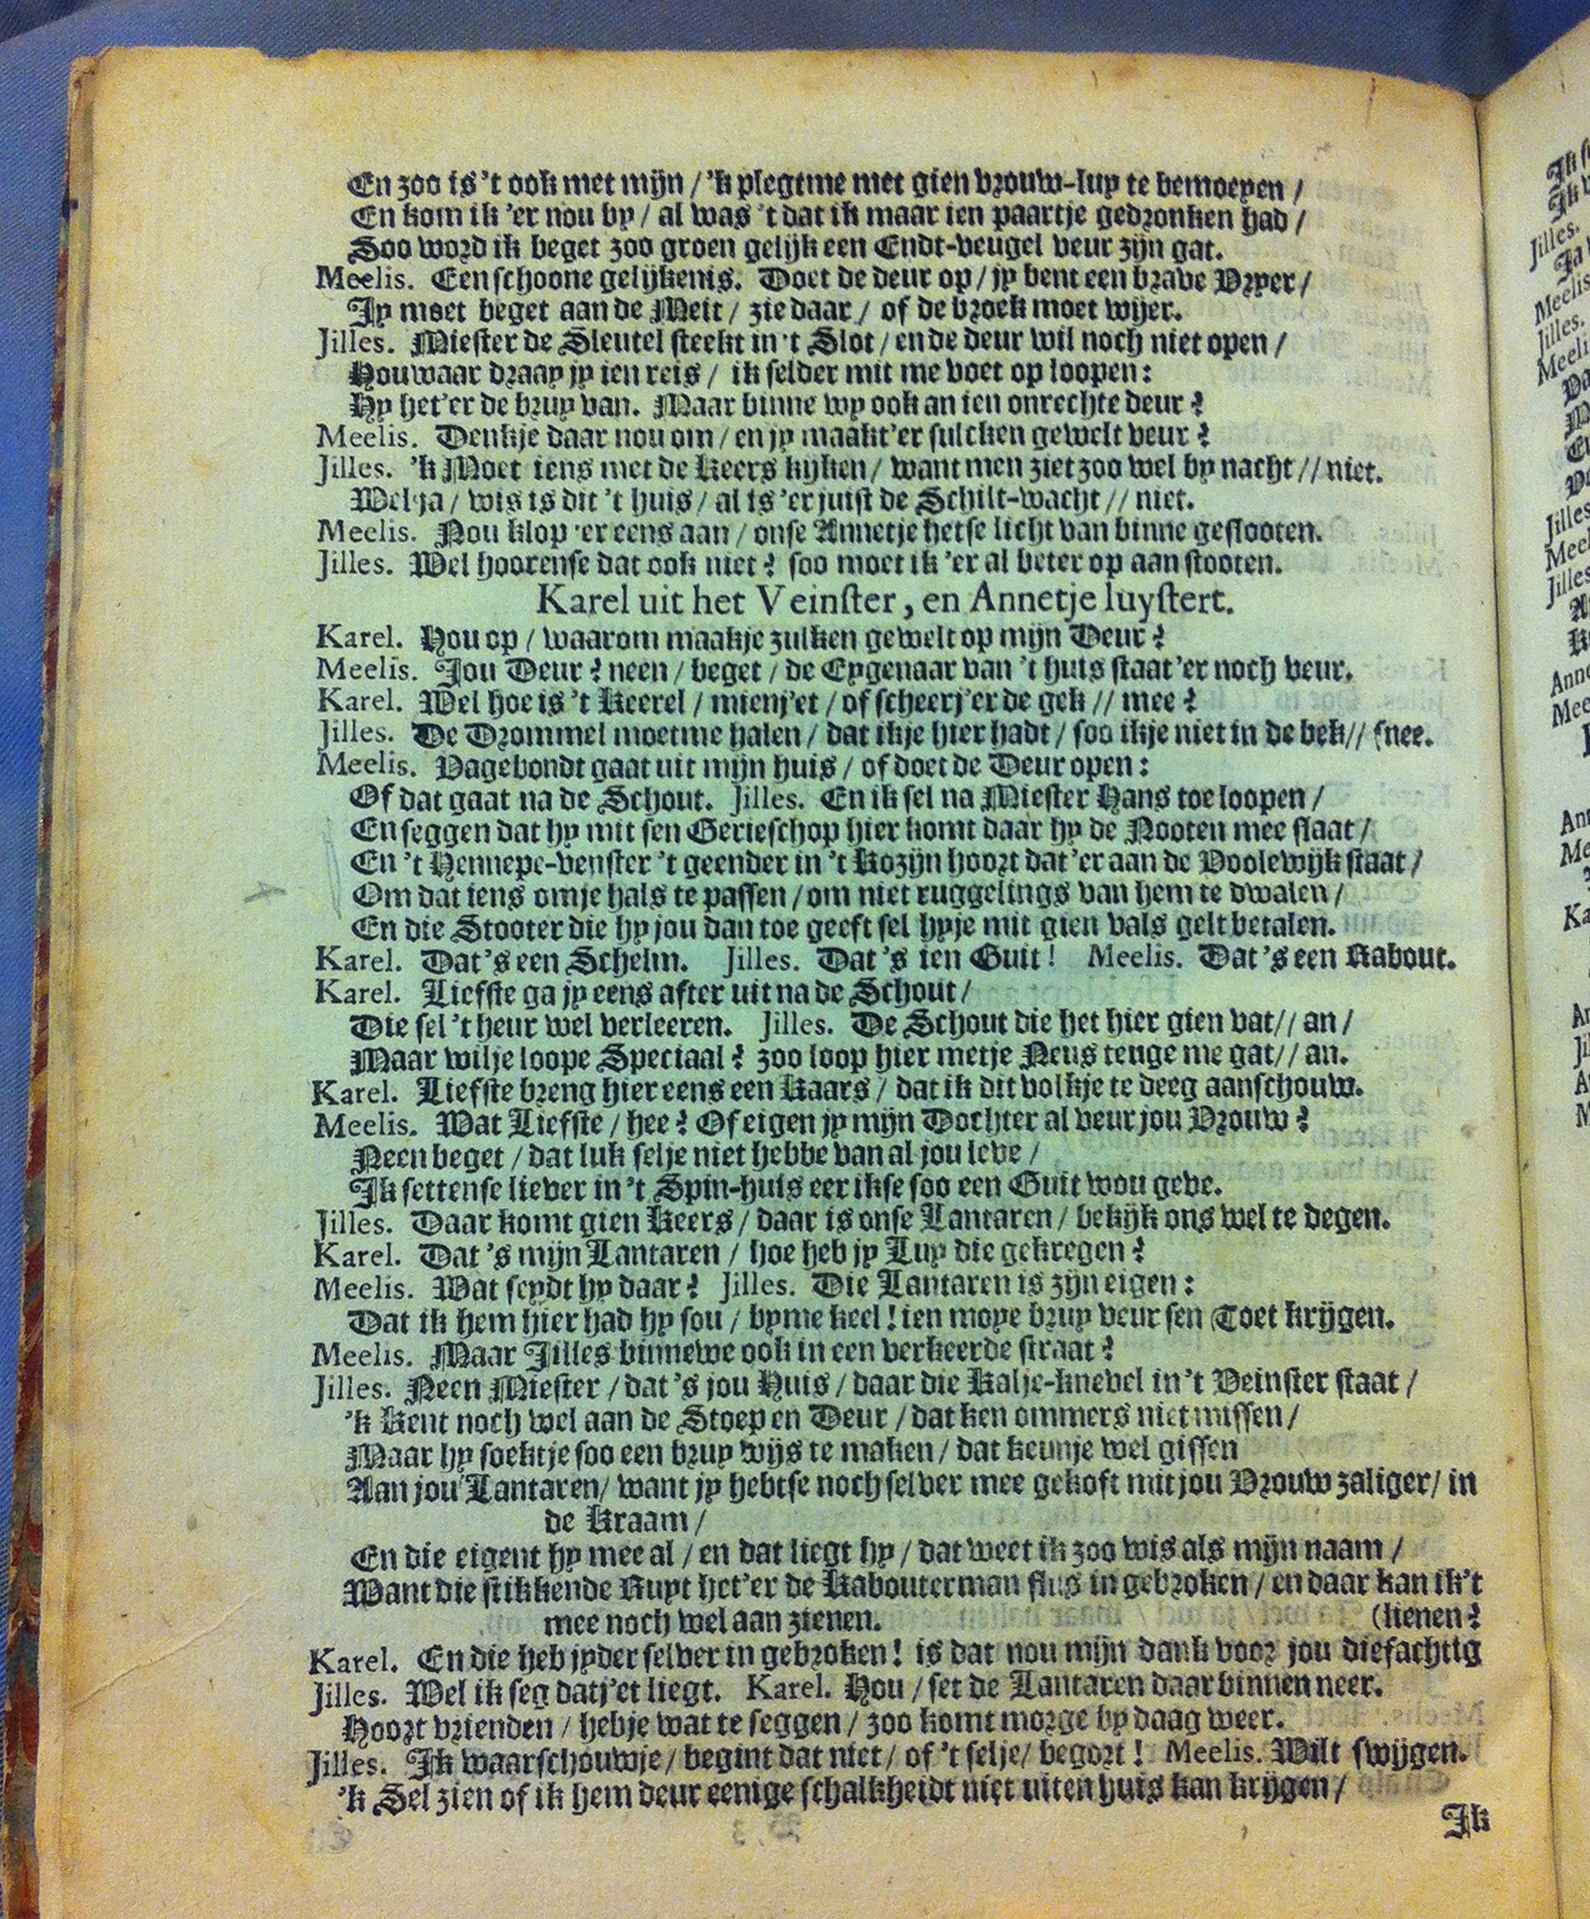 En zoo is 't ook met mijn / 'k plegtme met gien vrouw-luy te bemoeyen /
En kom ik 'er nou by / al was 't dat ik maar ien paartje gedronken had /
Soo word ik beget zoo groen gelijk een Endt-veugel veur zijn gat.
Meelis. Een schoone gelijkenis. Doet de deur op / jy bent een brave Vryer /
Jy moet beget aan de Meit / zie daar / of de broek moet wijer.
Jilles. Miester de Sleutel steekt in 't Slot / en de deur wil noch niet open /
Houwaar draay jy ien reis / ik selder mit me voet op loopen:
Hy het'er de bruy van. Maar binne wy ook an ien onrechte deur?
Meelis. Denkje daar nou om / en jy maakt'er sulcken gewelt veur?
Jilles. 'k Moet iens met de Keers kijken / want men ziet zoo wel by nacht // niet.
Wel ja / wis is dit 't huis / al is 'er juist de Schilt-wacht // niet.
Meelis. Nou klop 'er eens aan / onse Annetje hetse licht van binne geslooten.
Jilles. Wel hoorense dat ook niet? soo moet ik 'er al beter op aan stooten.
Karel uit het Veinster, en Annetje luystert.
Karel. Hou op / waarom maakje zulken gewelt op mijn Deur?
Meelis. Jou Deur? neen / beget / de Eygenaar van 't huis staat 'er noch veur.
Karel. Wel hoe is 't Keerel / mienj'et / of scheerj'er de gek // mee?
Jilles. De Drommel moetme halen / dat ikje hier hadt / soo ikje niet in de bek // snee.
Meelis. Vagebondt gaat uit mijn huis / of doet de Deur open:
Of dat gaat na de Schout. Jilles. En ik sel na Miester Hans toe loopen /
En seggen dat hy mit sen Gerieschop hier komt daar hy de Nooten mee slaat /
En 't Hennepe-venster 't geender in 't Kozijn hoort dat 'er aan de Voolewijk staat /
Om dat iens omje hals te passen / om niet ruggelings van hem te dwalen /
En die Stooter die hy jou dan toe geeft sel hyje mit gien vals gelt betalen.
Karel. Dat 's een Schelm. Jilles. Dat 's ien Guit! Meelis. Dat 's een Rabout.
Karel. Liefste ga jy eens after uit na de Schout /
Die sel 't heur wel verleeren. Jilles. De Schout die het hier gien vat // an /
Maar wilje loope Speciaal? zoo loop hier metje Neus tenge me gat // an.
Karel. Liefste breng hier eens een Kaars / dat ik dit volkje te deeg aanschouw.
Meelis. Wat Liefste / hee? Of eigen jy mijn Dochter al veur jou Vrouw?
Neen beget / dat luk selje niet hebbe van al jou leve /
Ik settense liever in 't Spin-huis eer ikse soo een Guit wou geve.
Jilles. Daar komt gien Keers / daar is onse Lantaren / bekijk ons wel te degen.
Karel. Dat 's mijn Lantaren / hoe heb jy Luy die gekregen?
Meelis. Wat seydt hy daar? Jilles. Die Lantaren is zijn eigen:
Dat ik hem hier had hy sou / byme keel! ien moye bruy veur sen Toet krijgen.
Meelis. Maar Jilles binnewe ook in een verkeerde straat?
Jilles. Neen Miester / dat 's jou Huis / daar die Kalje-knevel in 't Veinster staat /
'k Kent noch wel aan de Stoep en Deur / dat ken ommers niet missen /
Maar hy soektje soo een bruy wijs te maken / dat keunje wel gissen
Aan jou Lantaren / want jy hebtse noch selver mee gekoft mit jou Vrouw zaliger / in
de Kraam /
En die eigent hy mee al / en dat liegt hy / dat weet ik zoo wis als mijn naam /
Want die stikkende Ruyt het'er de Kabouterman flus in gebroken / en daar kan ik 't
mee noch wel aan zienen. (lienen?
Karel. En die heb jyder selver in gebroken! is dat nou mijn dank voor jou diefachtig
Jilles. Wel ik seg datj'et liegt. Karel. Hou / set de Lantaren daar binnen neer.
Hoort vrienden / hebje wat te seggen / zoo komt morge by daag weer.
Jilles. Ik waarschouwje / begint dat niet / of 't selje / begort! Meelis. Wilt swijgen.
'k Sel zien of ik hem deur eenige schalkheidt niet uiten huis kan krijgen /
Ik